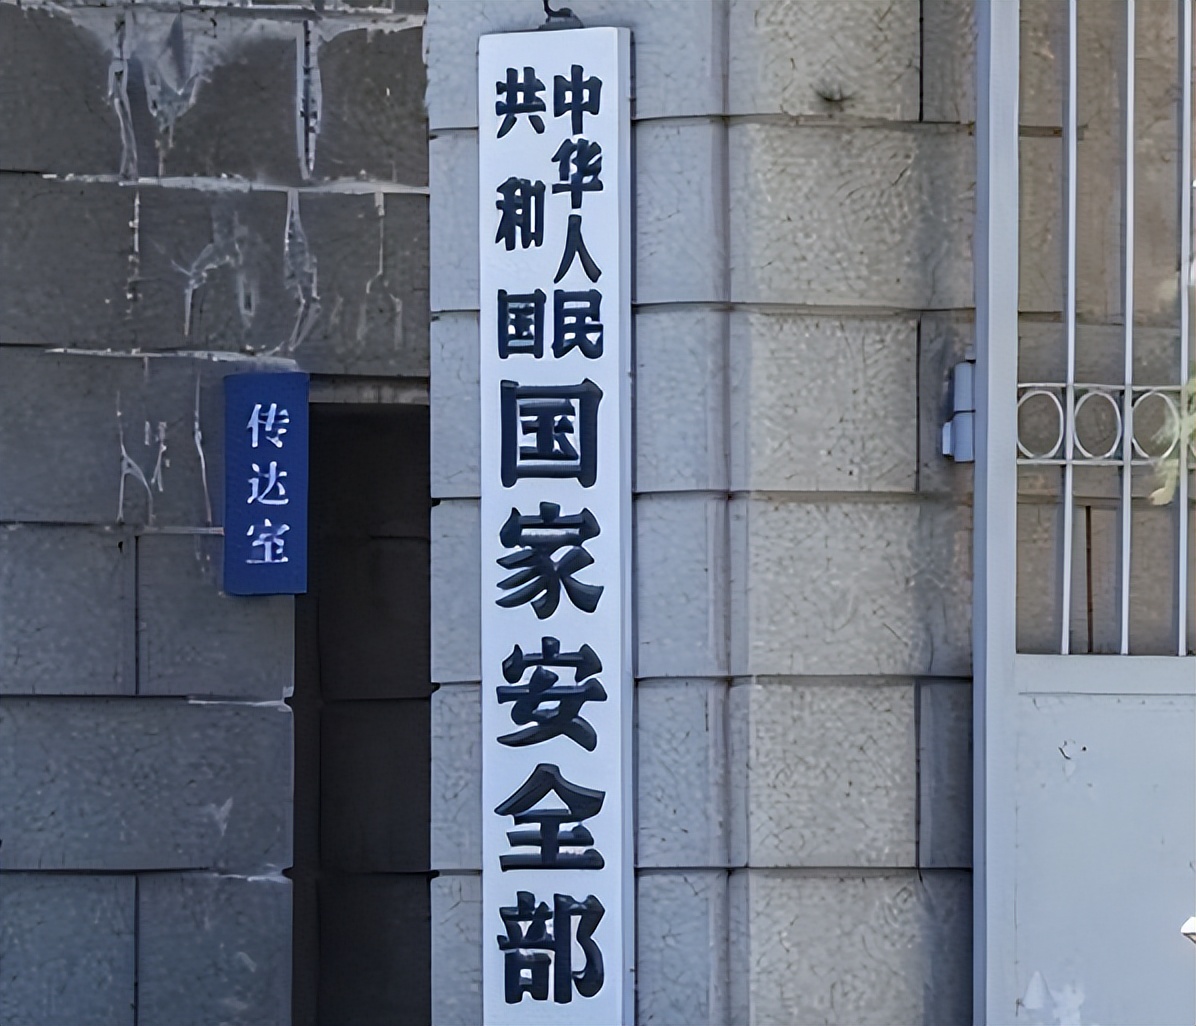 中华人民
共和国
国家安全部
传达室